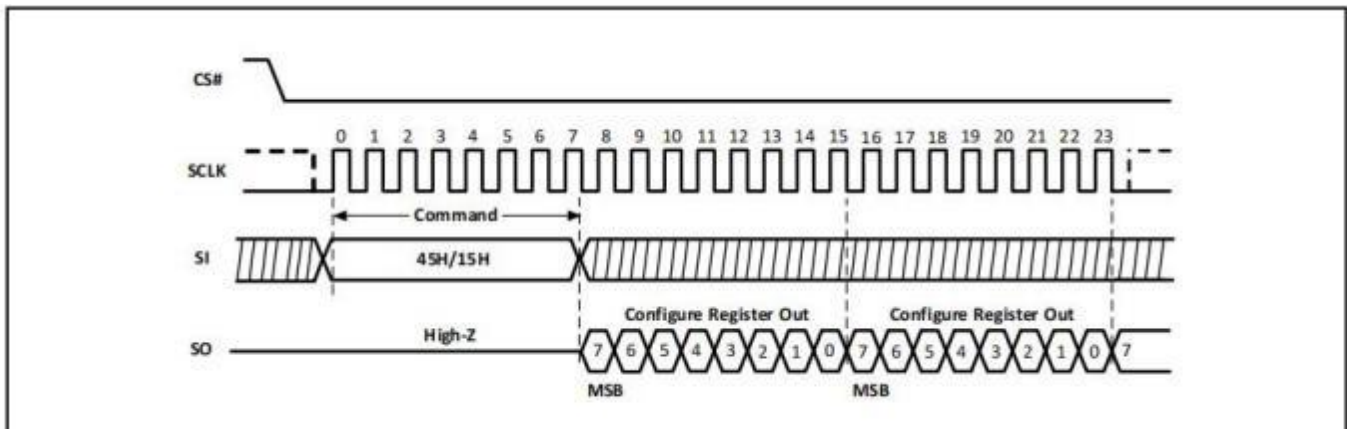 CS#
0 1 2 3 4 5 6 7 8 9 10 11 12 13 14 15 16 17 18 19 20 21 22 23
SCLK
Command
SI
45H/15H
Configure Register Out Configure Register Out
SO
High-Z
7 6 5 4 3 2 1 0 7 6 5 4 3 2 1 0 7
MSB MSB